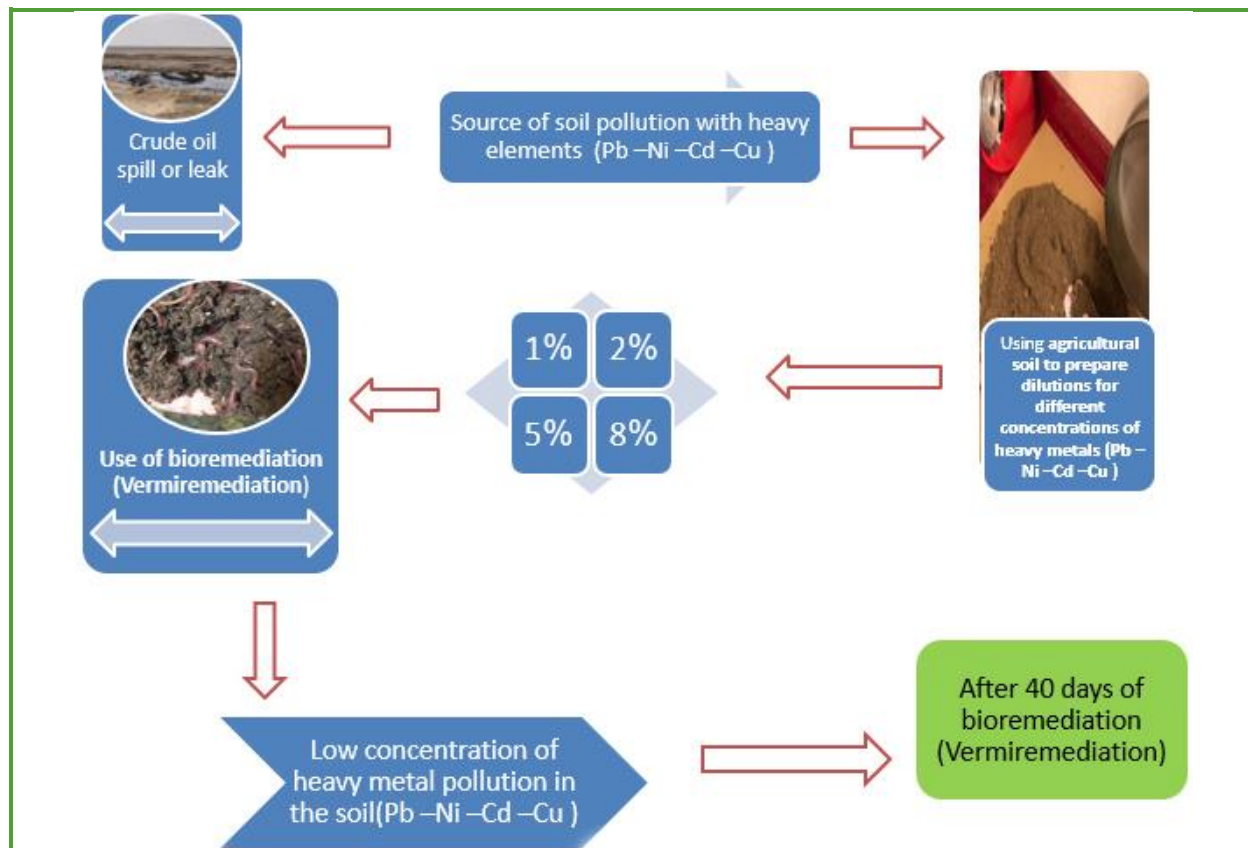 Crude oil
spill or leak
Source of soil pollution with heavy
elements (Pb –Ni –Cd –Cu )
Using agricultural
soil to prepare
dilutions for
different
concentrations of
heavy metals (Pb –
Ni –Cd –Cu )
1%
2%
5%
8%
Use of bioremediation
(Vermiremediation)
Low concentration of
heavy metal pollution in
the soil(Pb –Ni –Cd –Cu )
After 40 days of
bioremediation
(Vermiremediation)